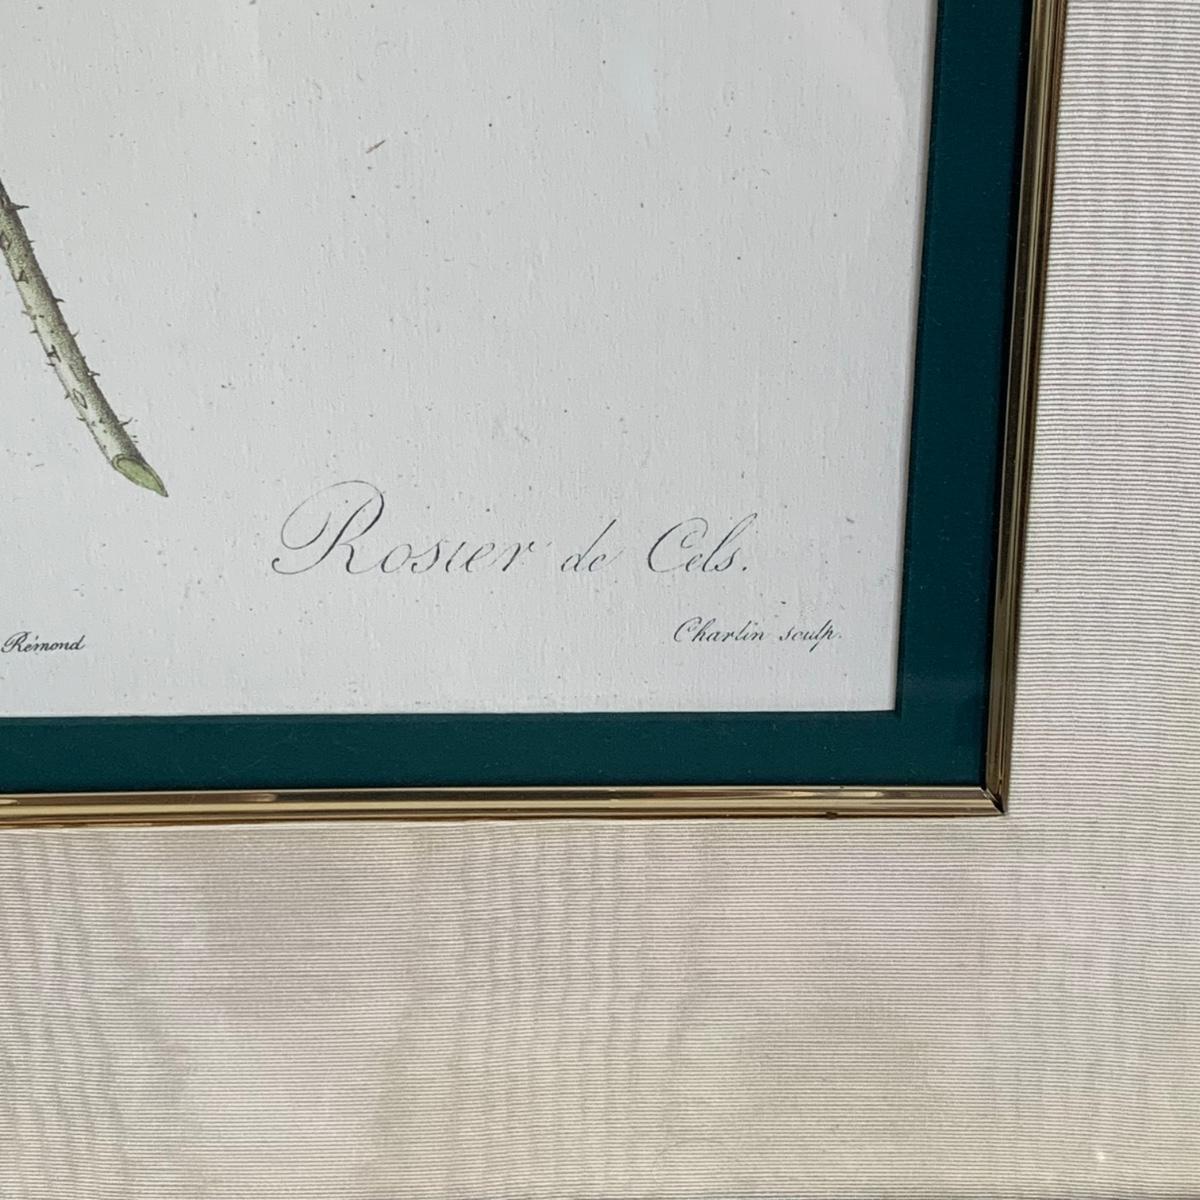 Rosier de Cels.
Rémond
Charlin sculp.